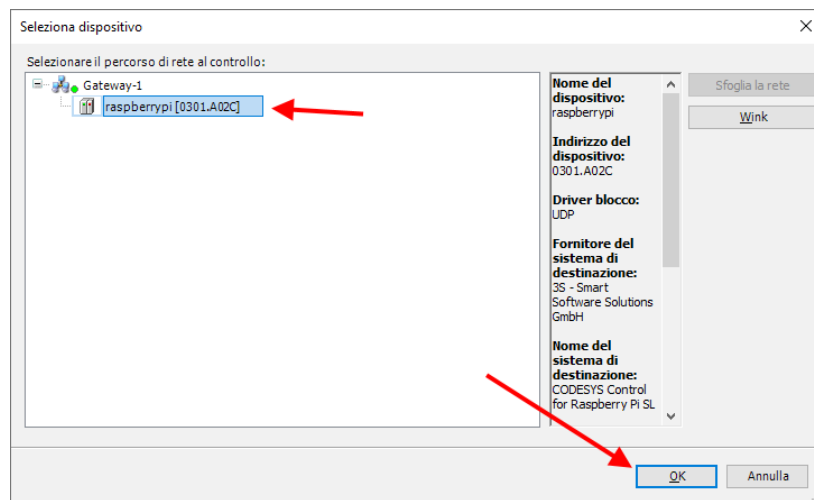 Seleziona dispositivo
Selezionare il percorso di rete al controllo:
Gateway-1
raspberrypi [0301.A02C]
Nome del
dispositivo:
raspberrypi
Indirizzo del
dispositivo:
0301.A02C
Driver blocco:
UDP
Fornitore del
sistema di
destinazione:
3S - Smart
Software Solutions
GmbH
Nome del
sistema di
destinazione:
CODESYS Control
for Raspberry Pi SL
Sfoglia la rete
Wink
OK
Annulla